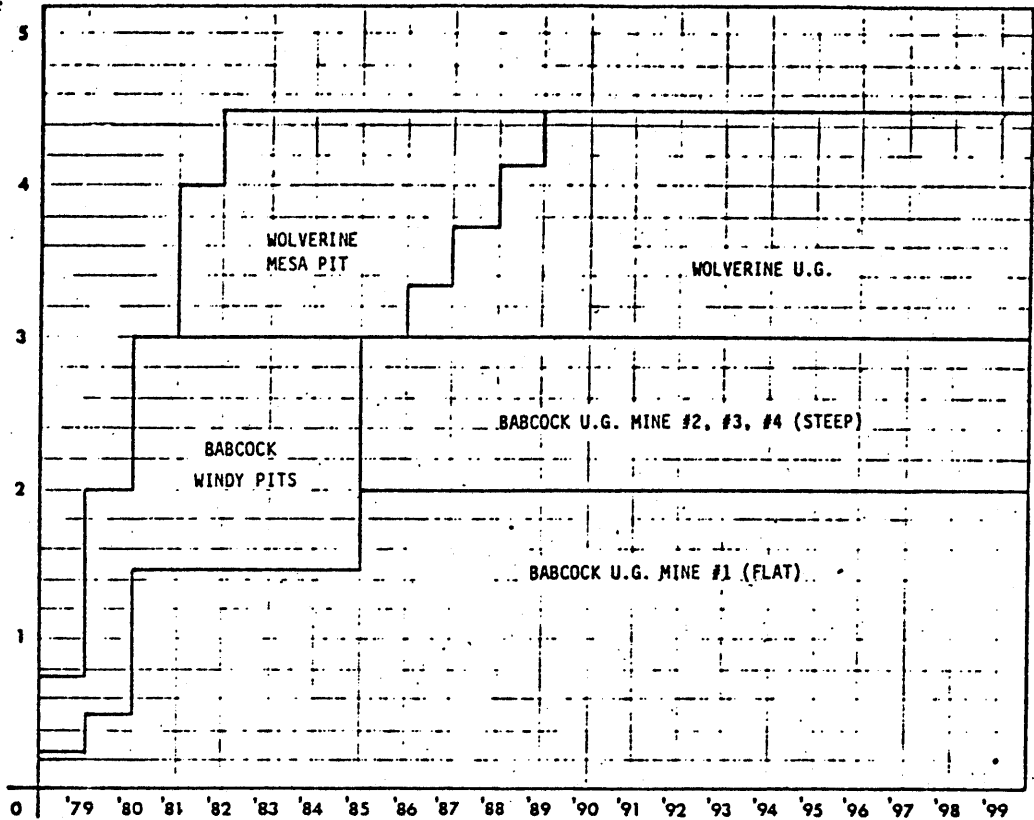 5
4
3
2
1
0
WOLVERINE
MESA PIT
WOLVERINE U.G.
BABCOCK U.G. MINE #2, #3, #4 (STEEP)
BABCOCK
WINDY PITS
BABCOCK U.G. MINE #1 (FLAT)
'79 '80 '81 '82 '83 '84 '85 '86 '87 '88 '89 '90 '91 '92 '93 '94 '95 '96 '97 '98 '99